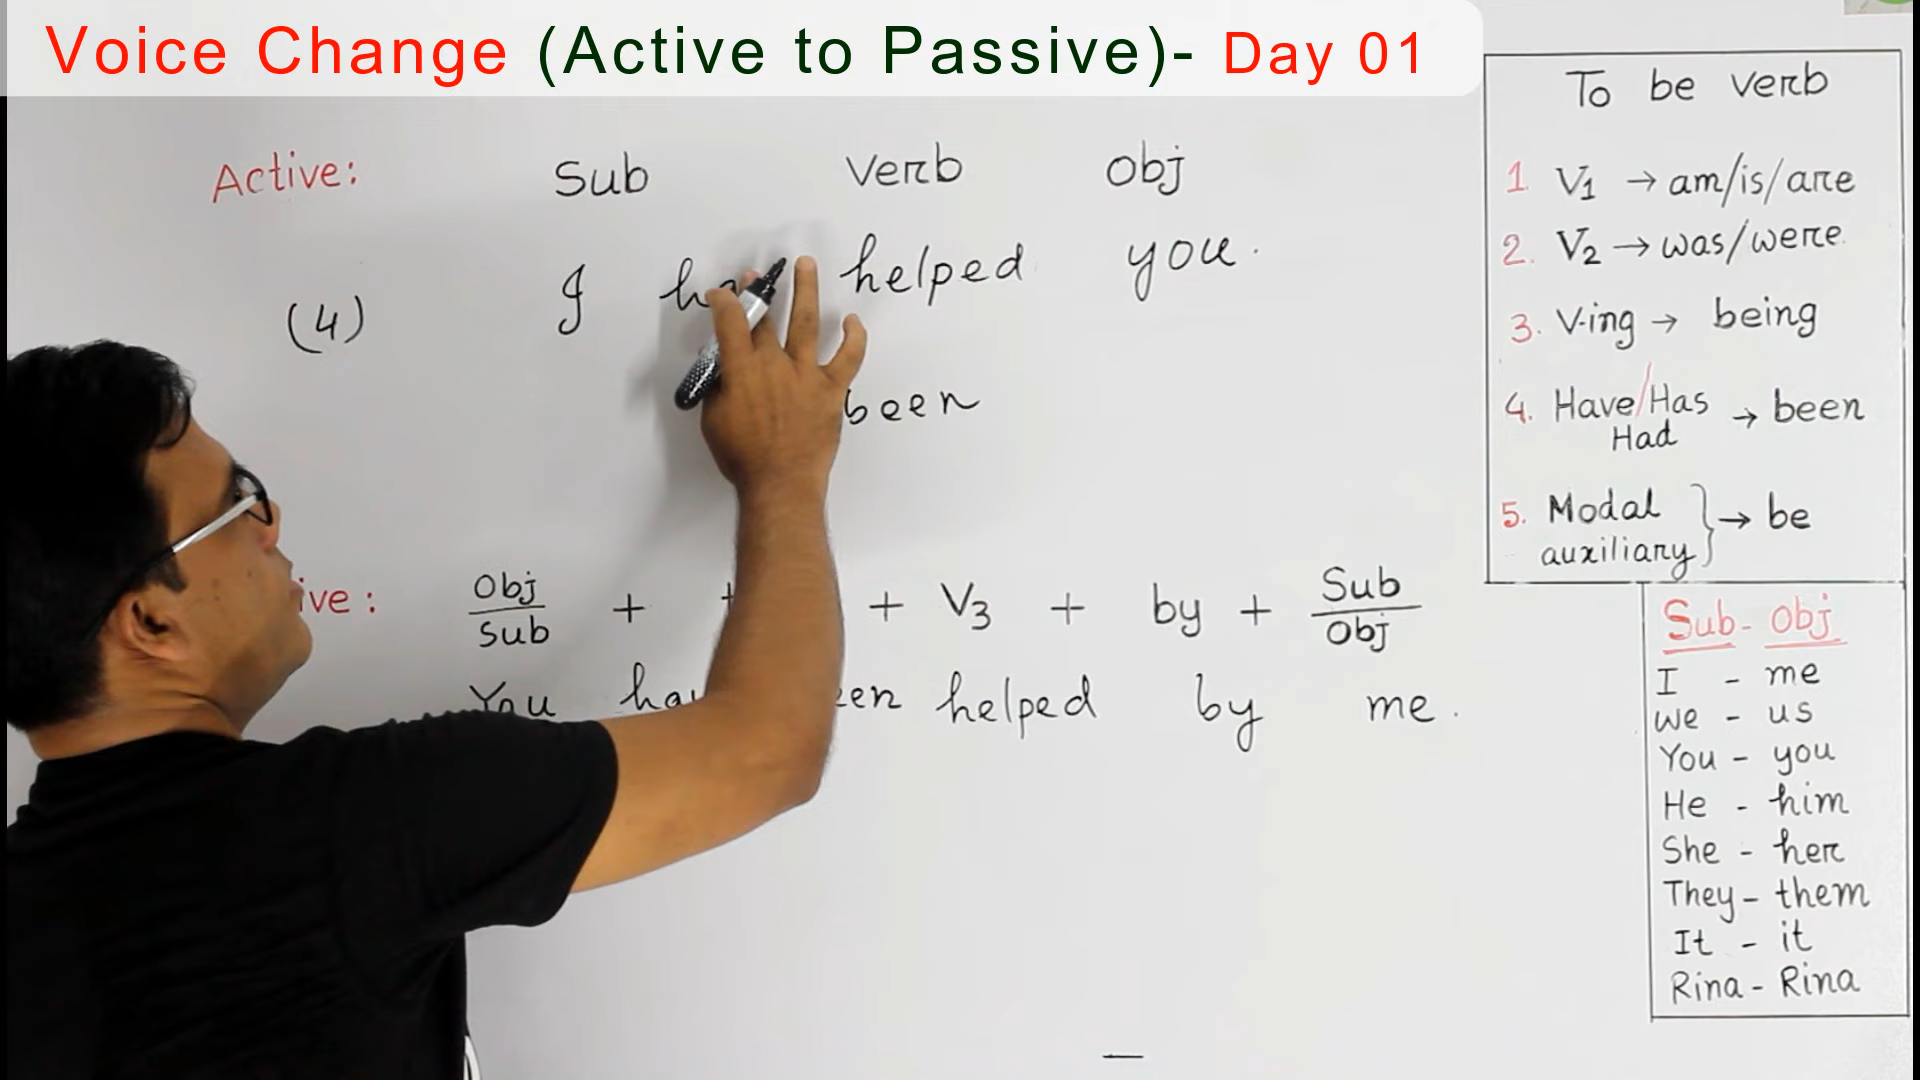 Voice Change (Active to Passive)- Day 01
Active: Sub Verb Obj
(4) I helped you.
been
Obj + + V3 + by + Sub
Sub Obj
You helped by me.
To be verb
1. V1 → am/is/are
2. V2 → was/were
3. V-ing → being
4. Have/Has → been
Had
5. Modal → be
auxiliary
Sub - Obj
I - me
we - us
You - you
He - him
She - her
They - them
It - it
Rina - Rina